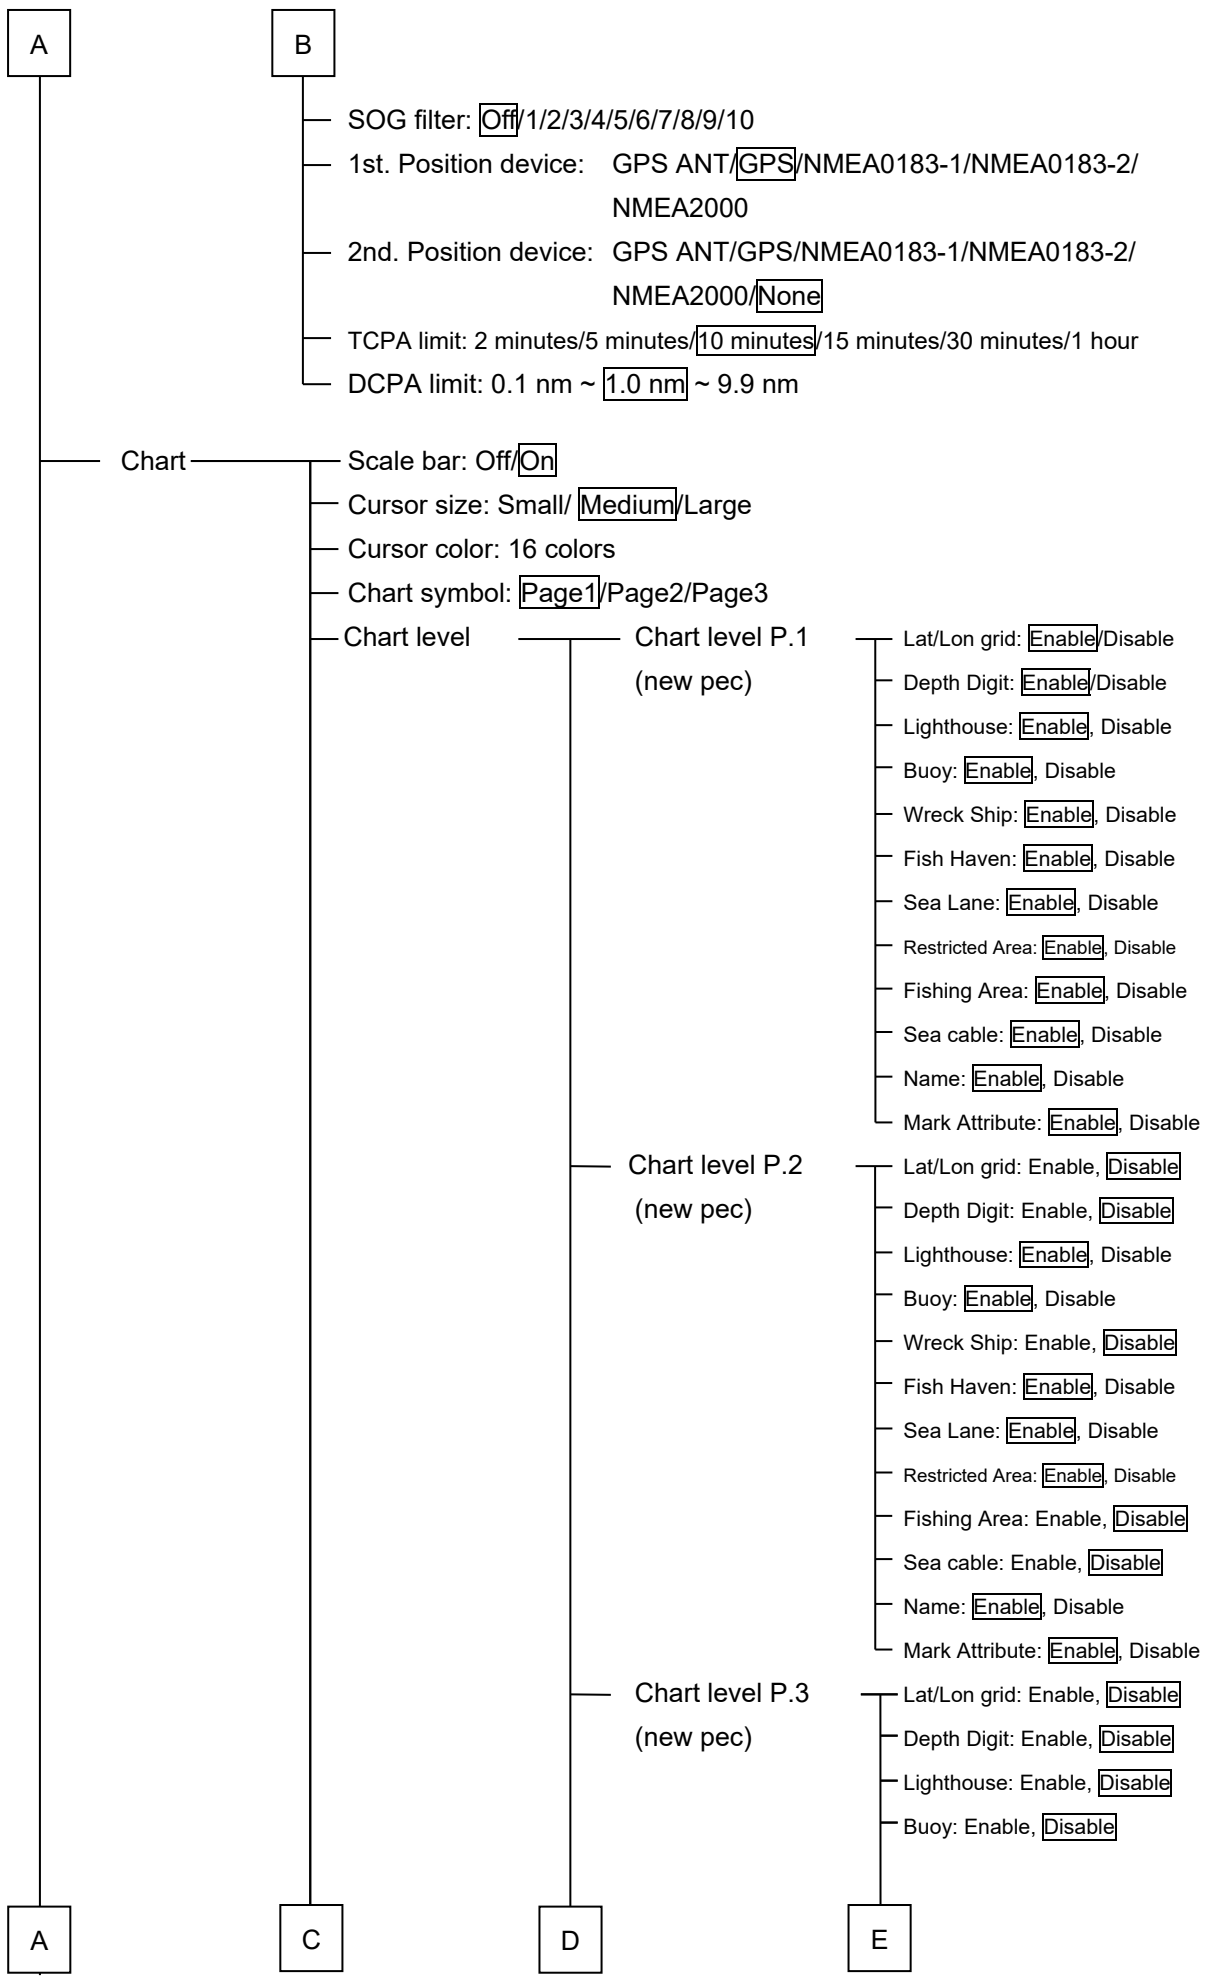 A
B
SOG filter: Off/1/2/3/4/5/6/7/8/9/10
1st. Position device: GPS ANT/GPS/NMEA0183-1/NMEA0183-2/
NMEA2000
2nd. Position device: GPS ANT/GPS/NMEA0183-1/NMEA0183-2/
NMEA2000/None
TCPA limit: 2 minutes/5 minutes/10 minutes/15 minutes/30 minutes/1 hour
DCPA limit: 0.1 nm ~ 1.0 nm ~ 9.9 nm
Chart
Scale bar: Off/On
Cursor size: Small/ Medium/Large
Cursor color: 16 colors
Chart symbol: Page1/Page2/Page3
Chart level
Chart level P.1
(new pec)
Lat/Lon grid: Enable/Disable
Depth Digit: Enable/Disable
Lighthouse: Enable, Disable
Buoy: Enable, Disable
Wreck Ship: Enable, Disable
Fish Haven: Enable, Disable
Sea Lane: Enable, Disable
Restricted Area: Enable, Disable
Fishing Area: Enable, Disable
Sea cable: Enable, Disable
Name: Enable, Disable
Mark Attribute: Enable, Disable
Chart level P.2
(new pec)
Lat/Lon grid: Enable, Disable
Depth Digit: Enable, Disable
Lighthouse: Enable, Disable
Buoy: Enable, Disable
Wreck Ship: Enable, Disable
Fish Haven: Enable, Disable
Sea Lane: Enable, Disable
Restricted Area: Enable, Disable
Fishing Area: Enable, Disable
Sea cable: Enable, Disable
Name: Enable, Disable
Mark Attribute: Enable, Disable
Chart level P.3
(new pec)
Lat/Lon grid: Enable, Disable
Depth Digit: Enable, Disable
Lighthouse: Enable, Disable
Buoy: Enable, Disable
A
C
D
E